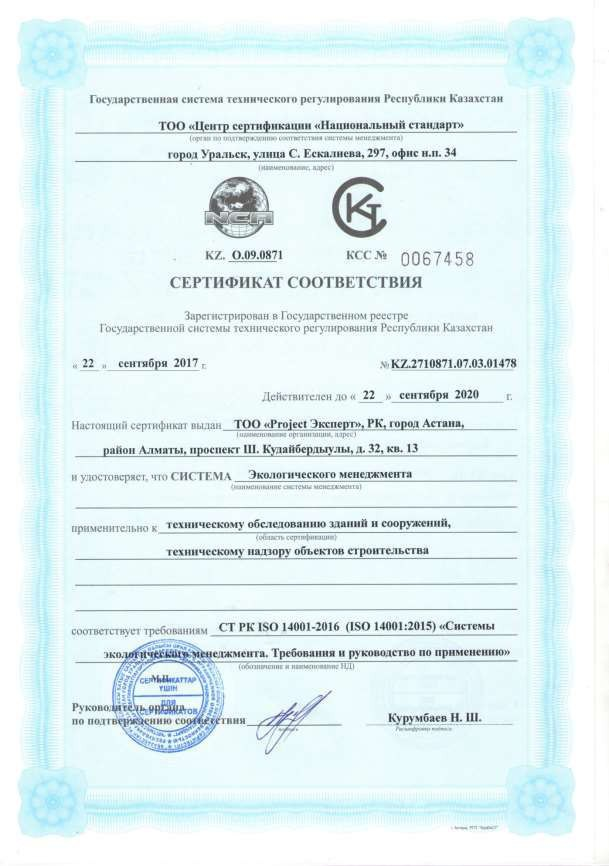 Государственная система технического регулирования Республики Казахстан
ТОО «Центр сертификации «Национальный стандарт»
(орган по подтверждению соответствия системы менеджмента)
город Уральск, улица С. Ескалиева, 297, офис н.п. 34
(наименование, адрес)
KZ. О.09.0871 КСС № 0067458
СЕРТИФИКАТ СООТВЕТСТВИЯ
Зарегистрирован в Государственном реестре
Государственной системы технического регулирования Республики Казахстан
« 22 » сентября 2017 г. № KZ.2710871.07.03.01478
Действителен до « 22 » сентября 2020 г.
Настоящий сертификат выдан ТОО «Project Эксперт», РК, город Астана,
(наименование организации, адрес)
район Алматы, проспект Ш. Кудайбердыулы, д. 32, кв. 13
и удостоверяет, что СИСТЕМА Экологического менеджмента
(наименование системы менеджмента)
применительно к техническому обследованию зданий и сооружений,
(область сертификации)
техническому надзору объектов строительства
соответствует требованиям СТ РК ISO 14001-2016 (ISO 14001:2015) «Системы
экологического менеджмента. Требования и руководство по применению»
(обозначение и наименование НД)
М.П.
СЕРТИФИКАТТАР
ҮШІН
ДЛЯ
СЕРТИФИКАТОВ
Руководитель органа
по подтверждению соответствия Курумбаев Н. Ш.
подпись Расшифровка подписи